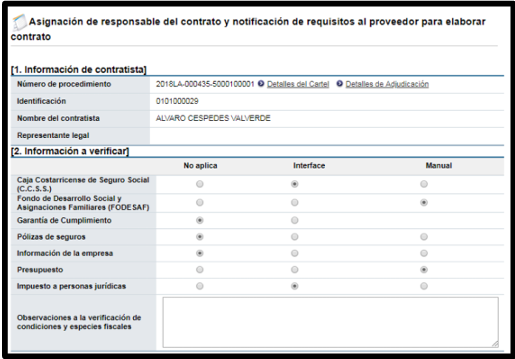 Asignación de responsable del contrato y notificación de requisitos al proveedor para elaborar
contrato
[1. Información de contratista]
Número de procedimiento 2018LA-000435-5000100001 Detalles del Cartel Detalles de Adjudicación
Identificación 0101000029
Nombre del contratista ALVARO CESPEDES VALVERDE
Representante legal
[2. Información a verificar]
No aplica Interface Manual
Caja Costarricense de Seguro Social
(C.C.S.S.)
Fondo de Desarrollo Social y
Asignaciones Familiares (FODESAF)
Garantía de Cumplimiento
Pólizas de seguros
Información de la empresa
Presupuesto
Impuesto a personas jurídicas
Observaciones a la verificación de
condiciones y especies fiscales